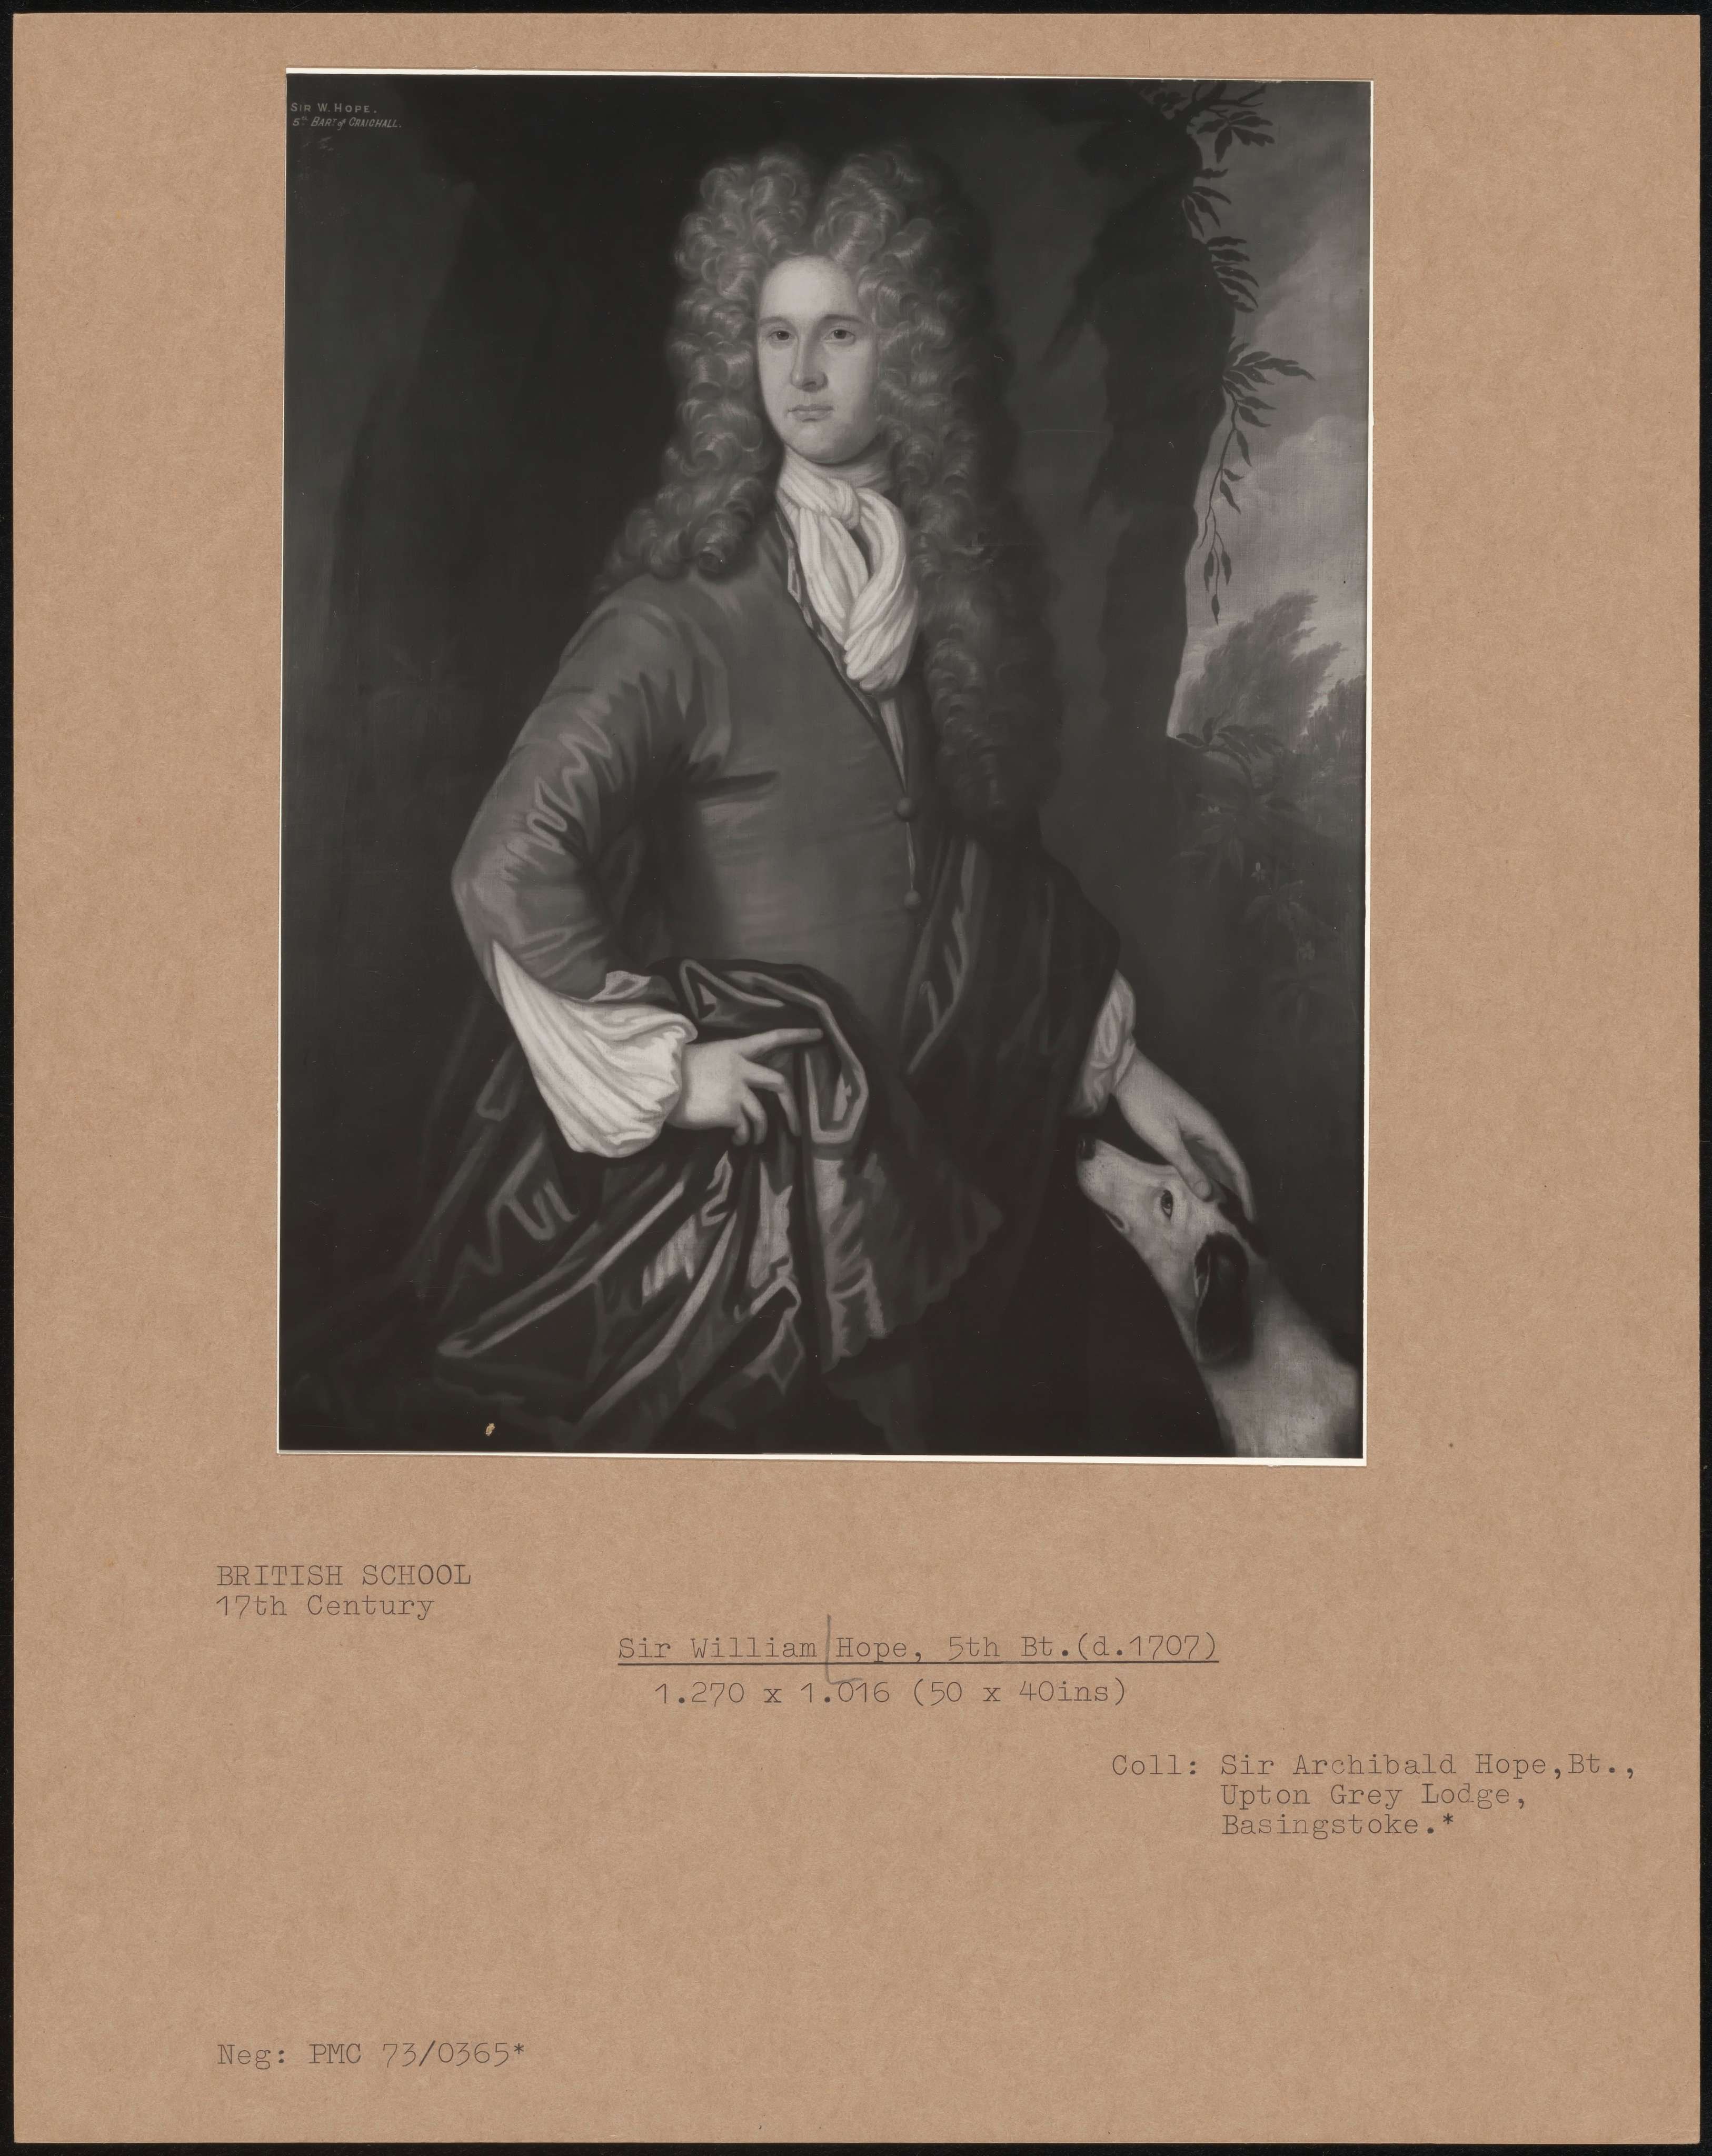 SIR W. HOPE.
5th BART of CRAIGHALL.
BRITISH SCHOOL
17th Century
Sir William Hope, 5th Bt.(d.1707)
1.270 x 1.016 (50 x 40ins)
Coll: Sir Archibald Hope,Bt.,
Upton Grey Lodge,
Basingstoke.*
Neg: PMC 73/0365*